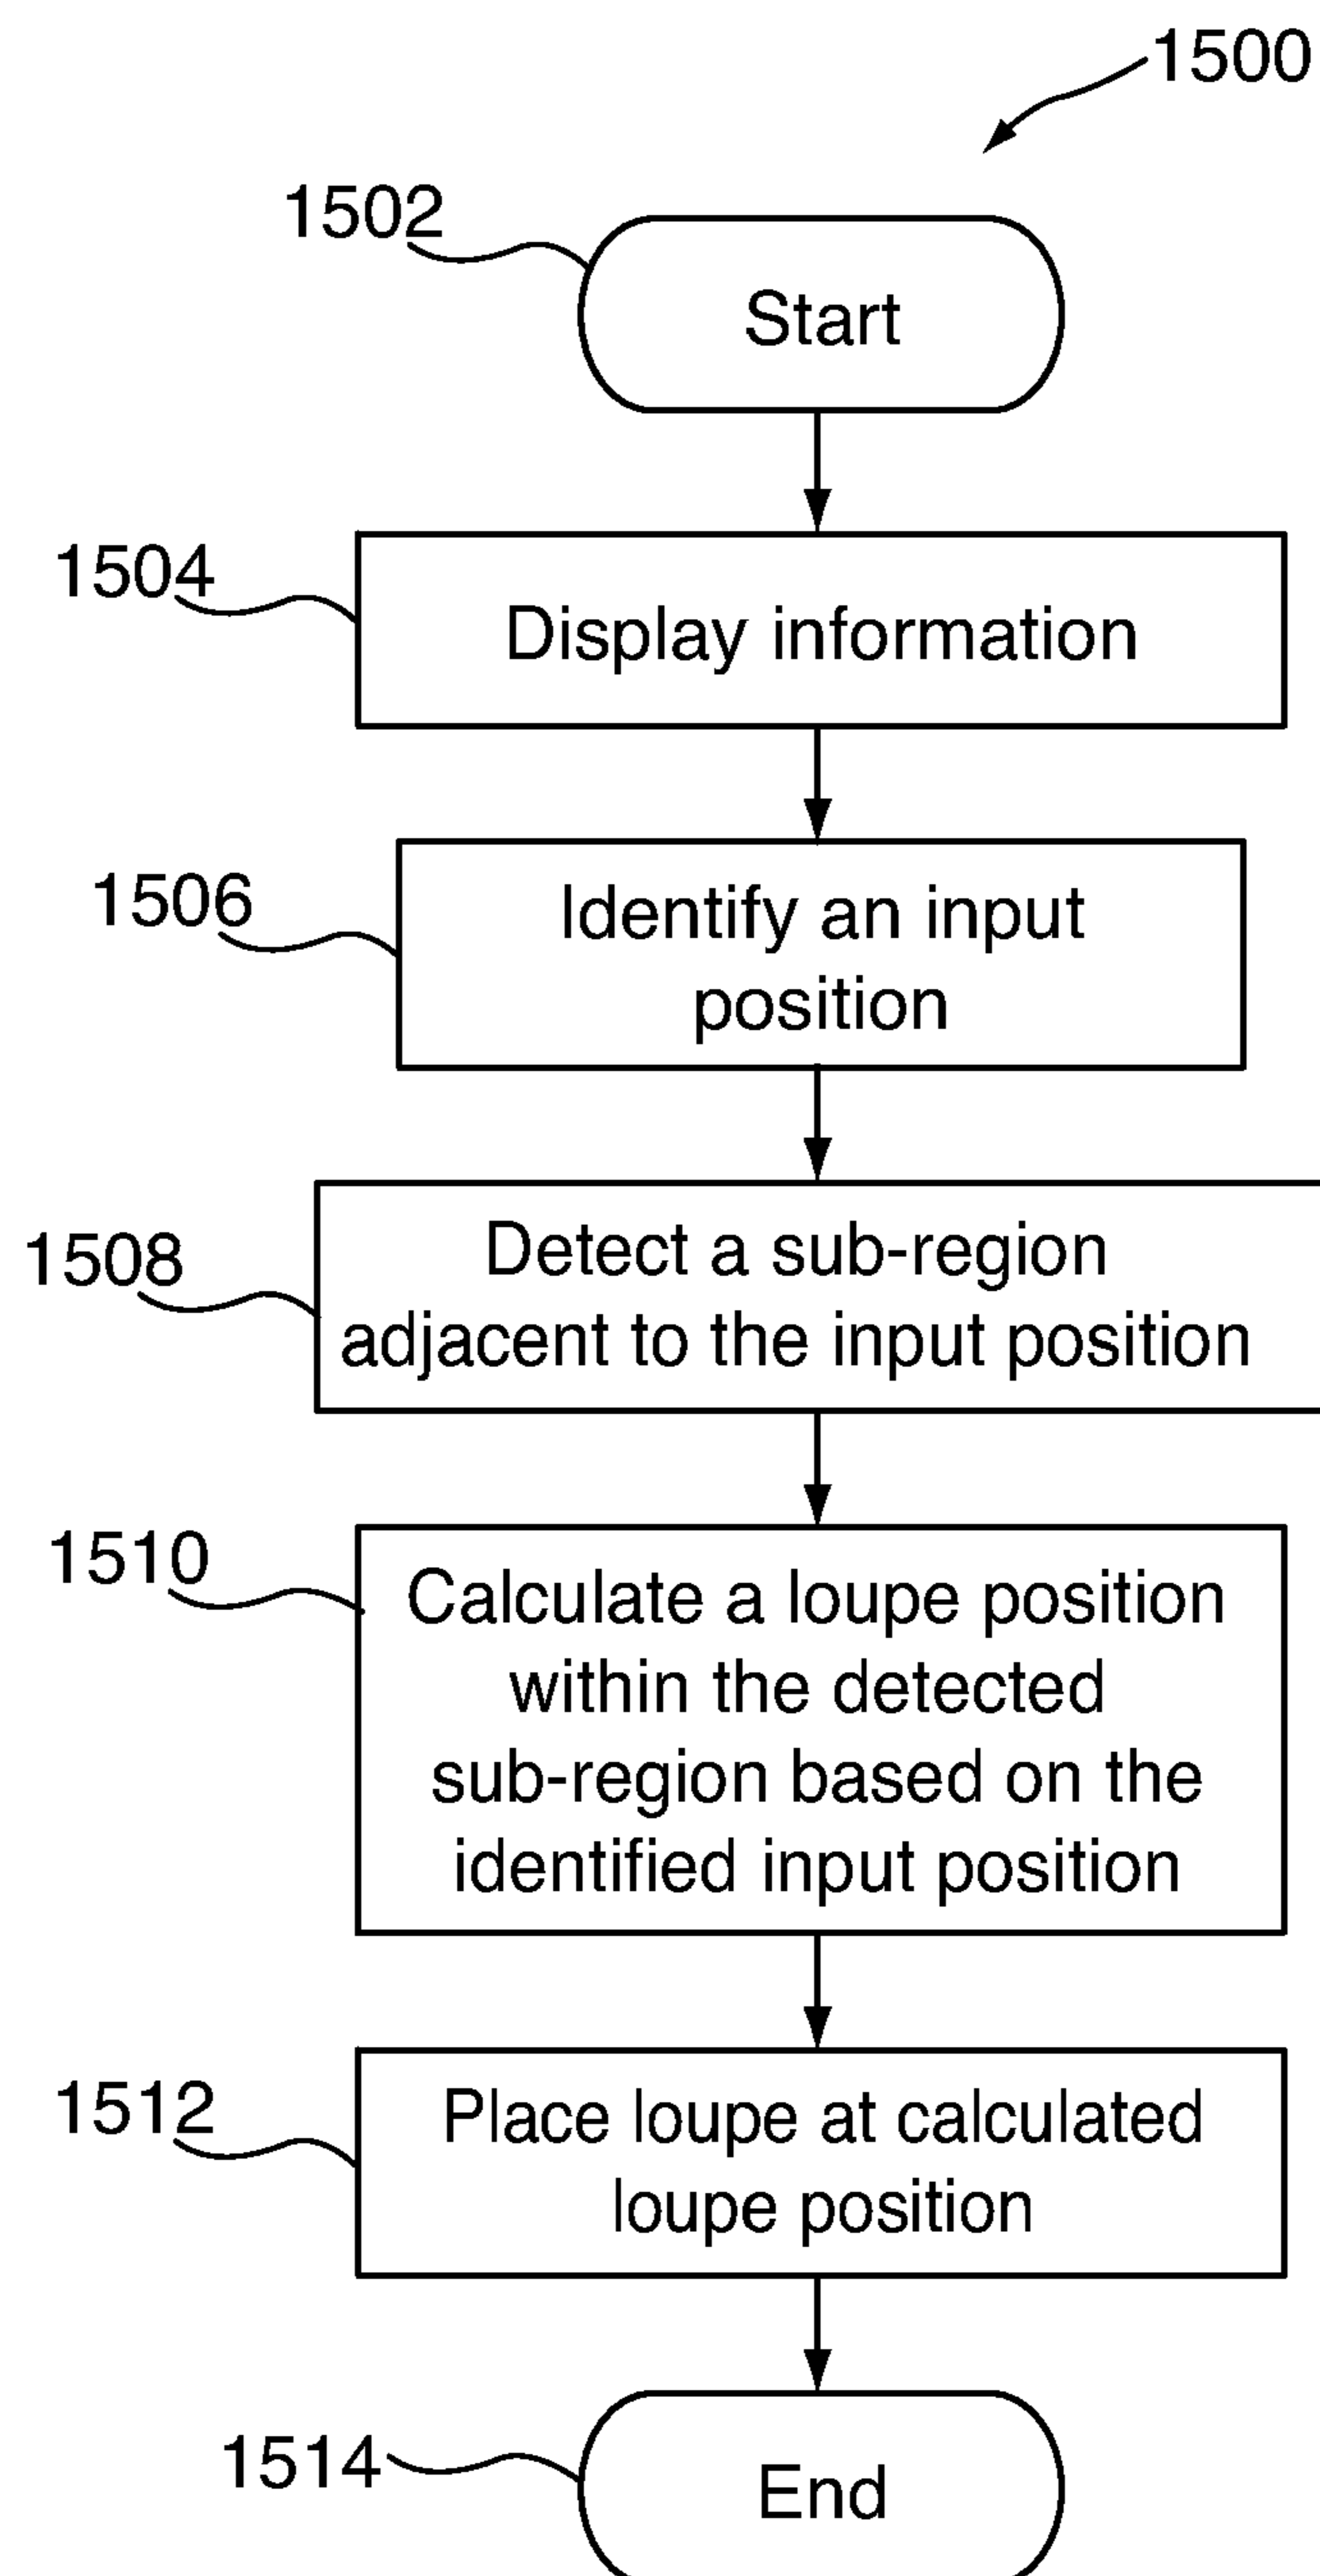 1500
1502
Start
1504
Display information
1506
Identify an input
position
1508
Detect a sub-region
adjacent to the input position
1510
Calculate a loupe position
within the detected
sub-region based on the
identified input position
1512
Place loupe at calculated
loupe position
1514
End